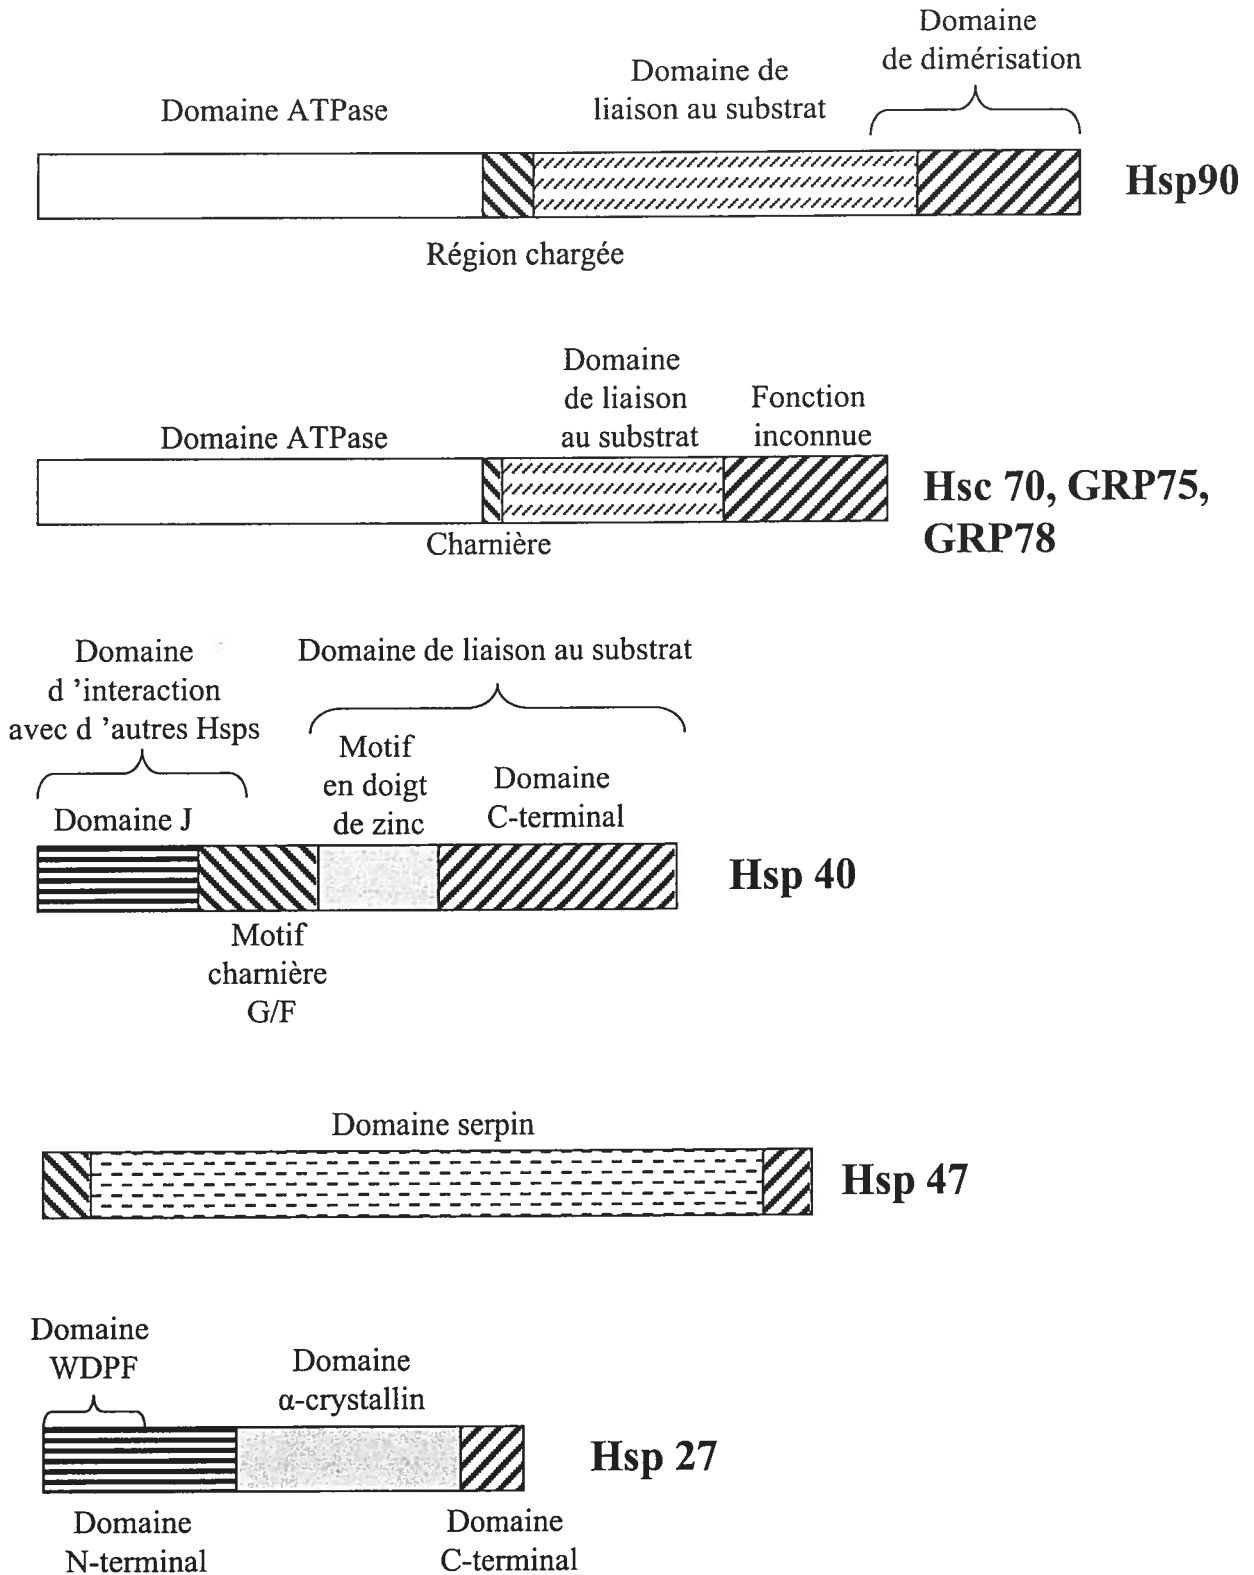 Domaine
de dimérisation
Domaine de
liaison au substrat
Domaine ATPase
Hsp90
Région chargée
Domaine
de liaison
au substrat
Fonction
inconnue
Domaine ATPase
Hsc 70, GRP75,
GRP78
Charnière
Domaine
d ’interaction
avec d ’autres Hsps
Domaine de liaison au substrat
Motif
en doigt
de zinc
Domaine
C-terminal
Domaine J
Hsp 40
Motif
charnière
G/F
Domaine serpin
Hsp 47
Domaine
WDPF
Domaine
α-crystallin
Hsp 27
Domaine
N-terminal
Domaine
C-terminal